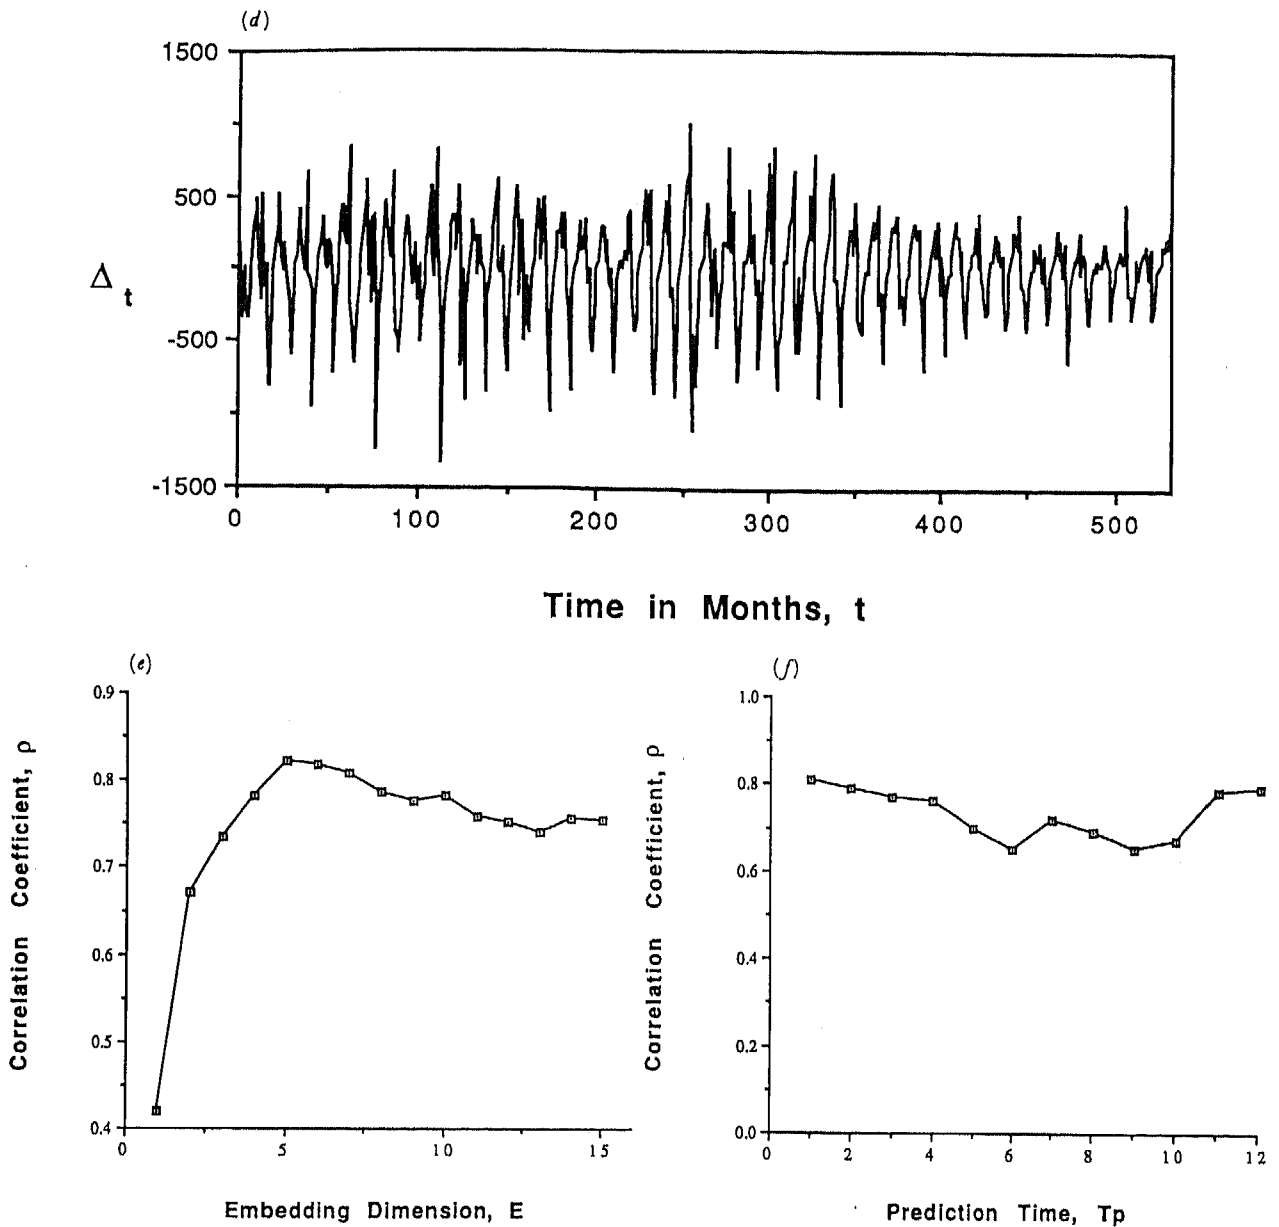 (d)
1500
500
-500
-1500
Δ t
0 100 200 300 400 500
Time in Months, t
(e)
0.9
0.8
0.7
0.6
0.5
0.4
Correlation Coefficient, ρ
0 5 10 15
Embedding Dimension, E
(f)
1.0
0.8
0.6
0.4
0.2
0.0
Correlation Coefficient, ρ
0 2 4 6 8 10 12
Prediction Time, Tp